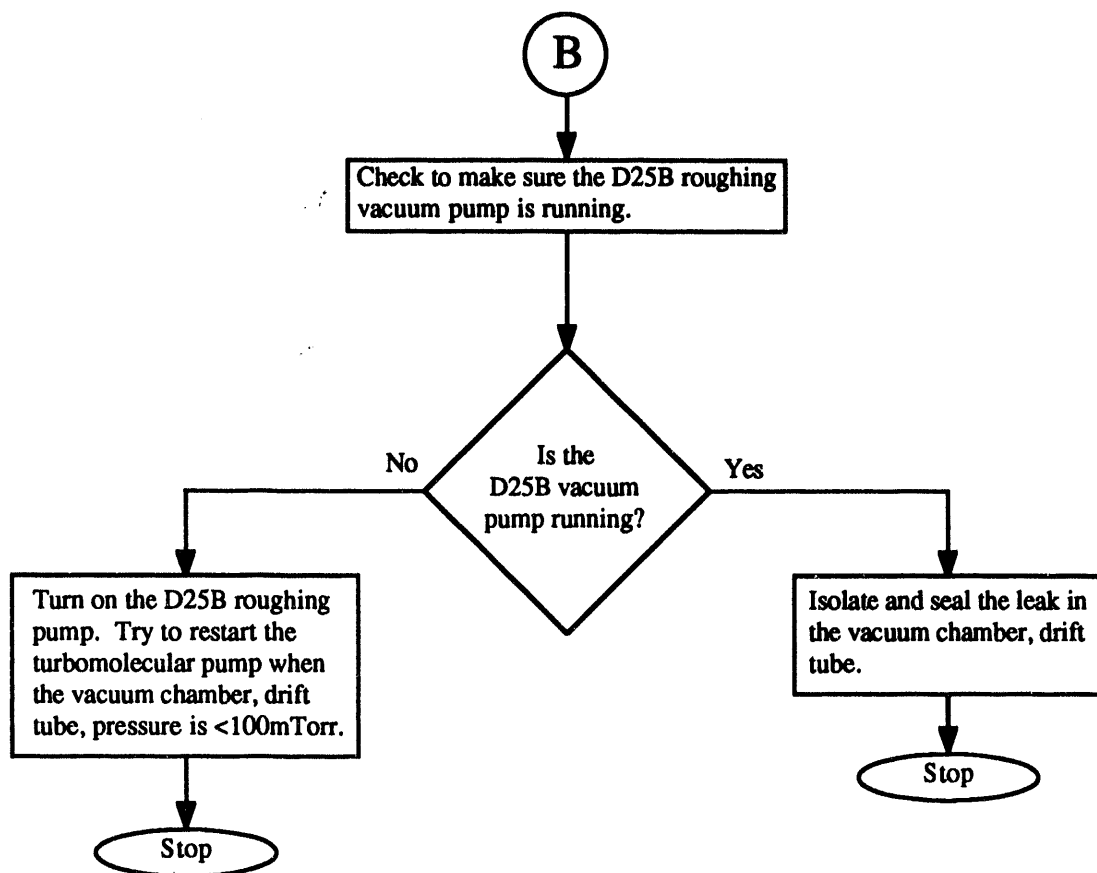 B
Check to make sure the D25B roughing
vacuum pump is running.
Is the
D25B vacuum
pump running?
No
Yes
Turn on the D25B roughing
pump. Try to restart the
turbomolecular pump when
the vacuum chamber, drift
tube, pressure is <100mTorr.
Isolate and seal the leak in
the vacuum chamber, drift
tube.
Stop
Stop